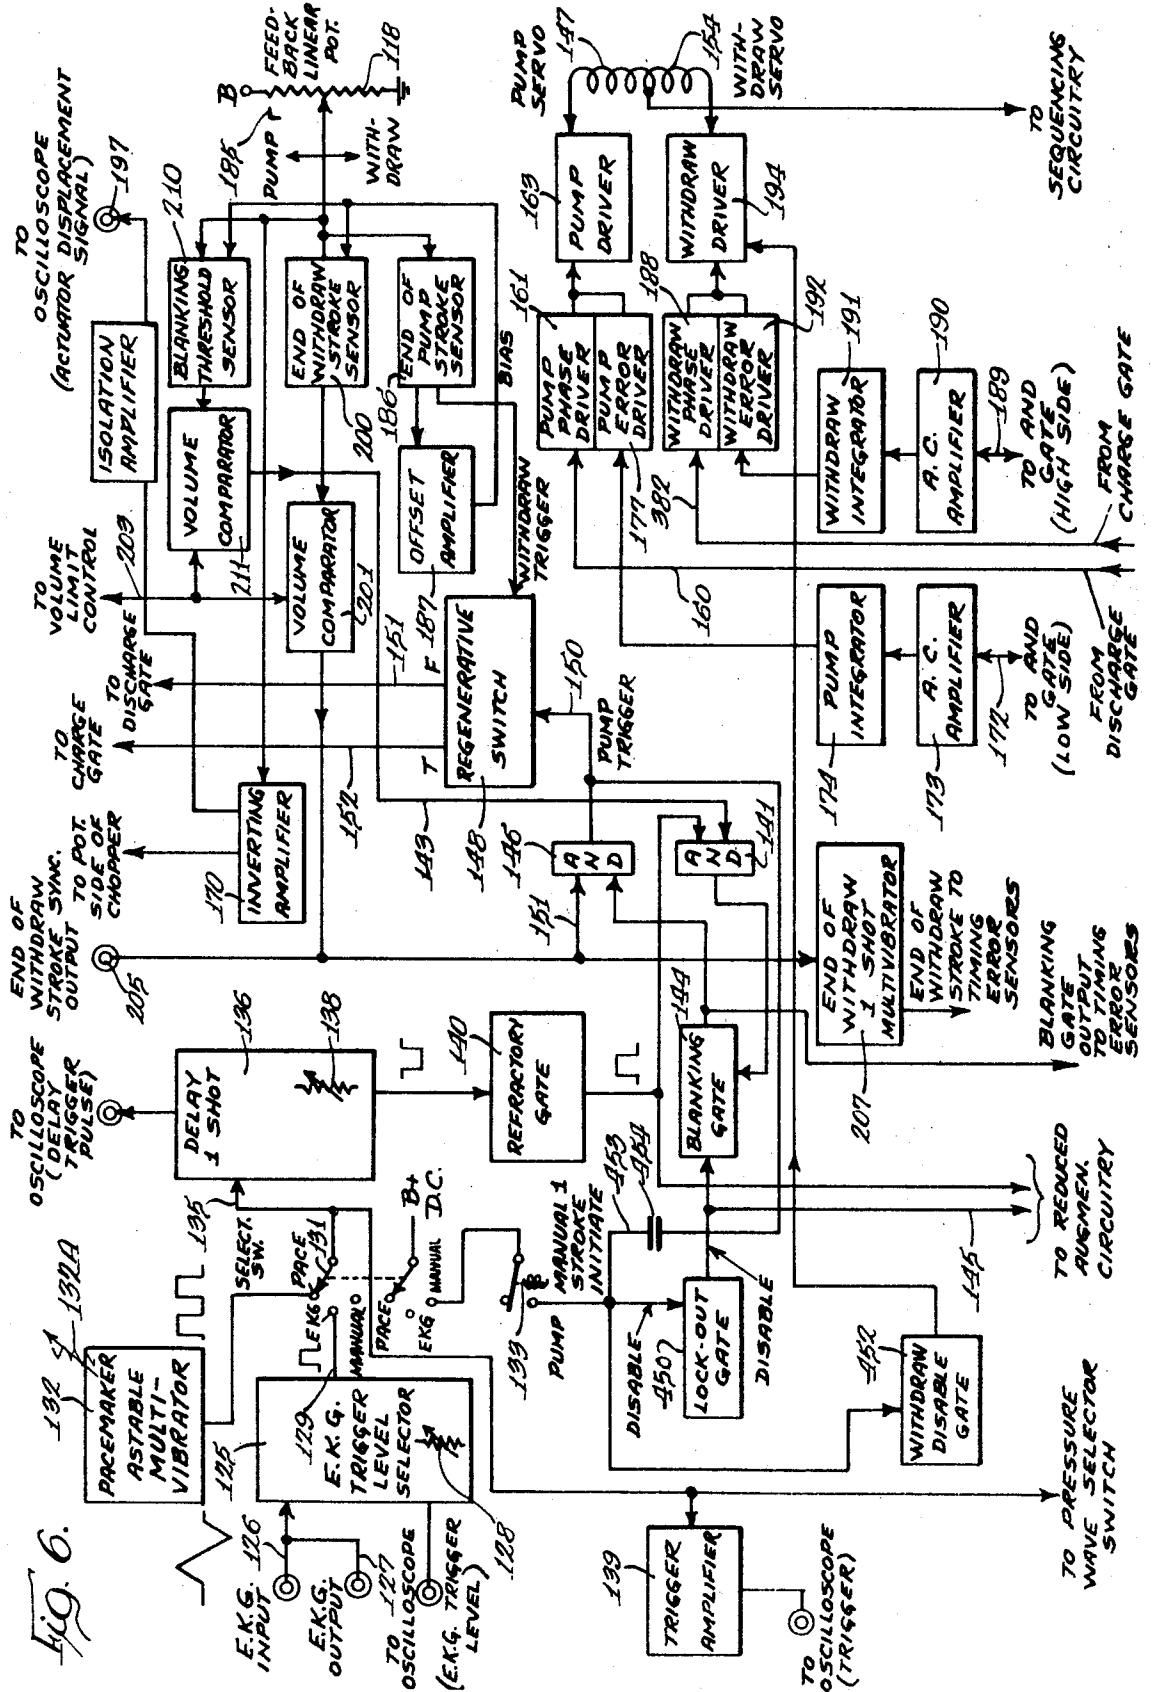 Fig. 6.
PACEMAKER
ASTABLE
MULTI-
VIBRATOR
132
132A
E.K.G.
INPUT
126
E.K.G.
OUTPUT
127
TO
OSCILLOSCOPE
(E.K.G. TRIGGER
LEVEL)
125
E.K.G.
TRIGGER
LEVEL
SELECTOR
128
129
EKG
PACE
131
MANUAL
SELECT.
SW.
135
PACE
EKG
MANUAL
B+
D.C.
133
PUMP
MANUAL 1
STROKE
INITIATE
TO
OSCILLOSCOPE
(DELAY
TRIGGER
PULSE)
DELAY
1 SHOT
136
138
REFRACTORY
GATE
140
453
454
BLANKING
GATE
144
DISABLE
450
LOCK-OUT
GATE
DISABLE
145
452
WITHDRAW
DISABLE
GATE
139
TRIGGER
AMPLIFIER
TO
OSCILLOSCOPE
(TRIGGER)
TO PRESSURE
WAVE SELECTOR
SWITCH
TO REDUCED
AUGMEN.
CIRCUITRY
BLANKING
GATE
OUTPUT
TO TIMING
ERROR
SENSORS
END OF
WITHDRAW
1 SHOT
MULTIVIBRATOR
207
END OF
WITHDRAW
STROKE TO
TIMING
ERROR
SENSORS
END OF
WITHDRAW
STROKE SYNC.
OUTPUT
205
TO POT.
SIDE OF
CHOPPER
170
INVERTING
AMPLIFIER
TO
CHARGE
GATE
152
TO
DISCHARGE
GATE
151
T
F
REGENERATIVE
SWITCH
148
143
146
AND
151
141
AND
PUMP
TRIGGER
150
WITHDRAW
TRIGGER
TO
VOLUME
LIMIT
CONTROL
203
VOLUME
COMPARATOR
211
VOLUME
COMPARATOR
201
OFFSET
AMPLIFIER
187
ISOLATION
AMPLIFIER
TO
OSCILLOSCOPE
(ACTUATOR DISPLACEMENT
SIGNAL)
197
BLANKING
THRESHOLD
SENSOR
210
END OF
WITHDRAW
STROKE
SENSOR
200
END OF
PUMP
STROKE
SENSOR
186
BIAS
185
PUMP
WITH-
DRAW
B
FEED-
BACK
LINEAR
POT.
118
PUMP
SERVO
147
154
WITH-
DRAW
SERVO
163
PUMP
DRIVER
WITHDRAW
DRIVER
194
TO
SEQUENCING
CIRCUITRY
161
PUMP
PHASE
DRIVER
PUMP
ERROR
DRIVER
177
188
WITHDRAW
PHASE
DRIVER
WITHDRAW
ERROR
DRIVER
192
382
160
WITHDRAW
INTEGRATOR
191
A.C.
AMPLIFIER
190
189
TO AND
GATE
(HIGH SIDE)
FROM
CHARGE GATE
PUMP
INTEGRATOR
174
A.C.
AMPLIFIER
173
172
TO AND
GATE
(LOW SIDE)
FROM
DISCHARGE
GATE